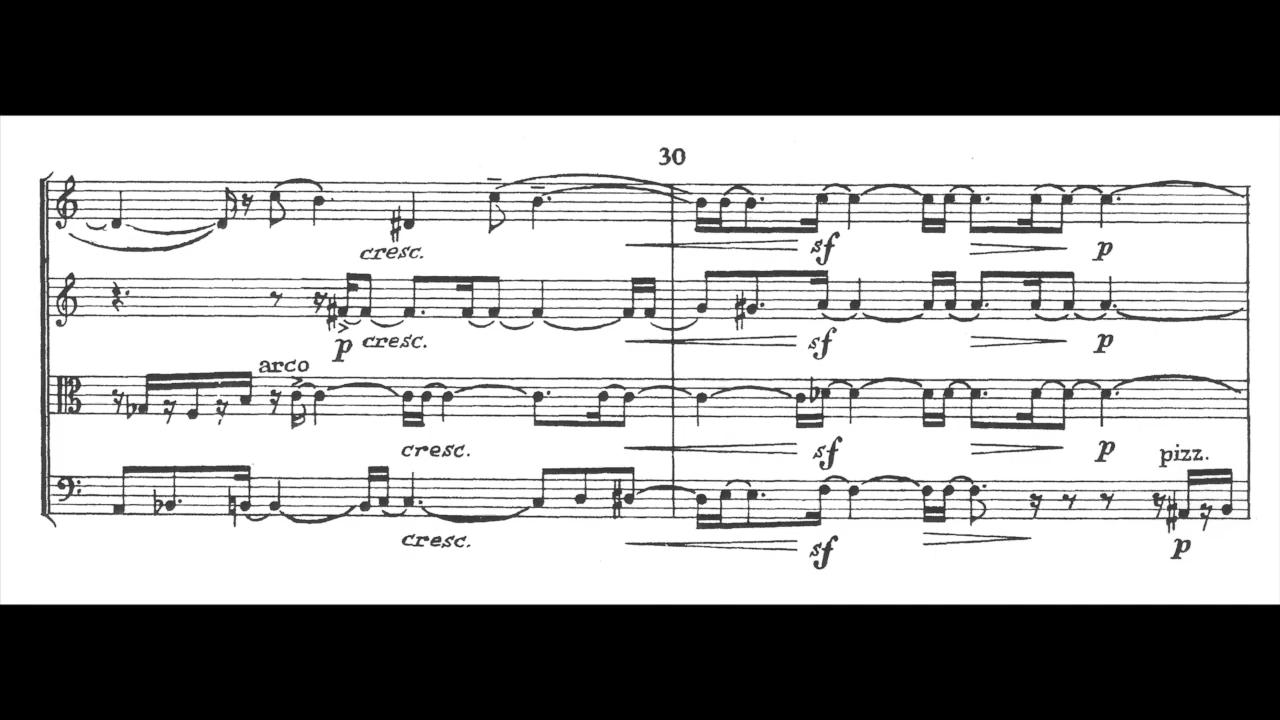 30
cresc. sf p
p cresc. sf p
arco
cresc. sf p pizz.
cresc. sf p